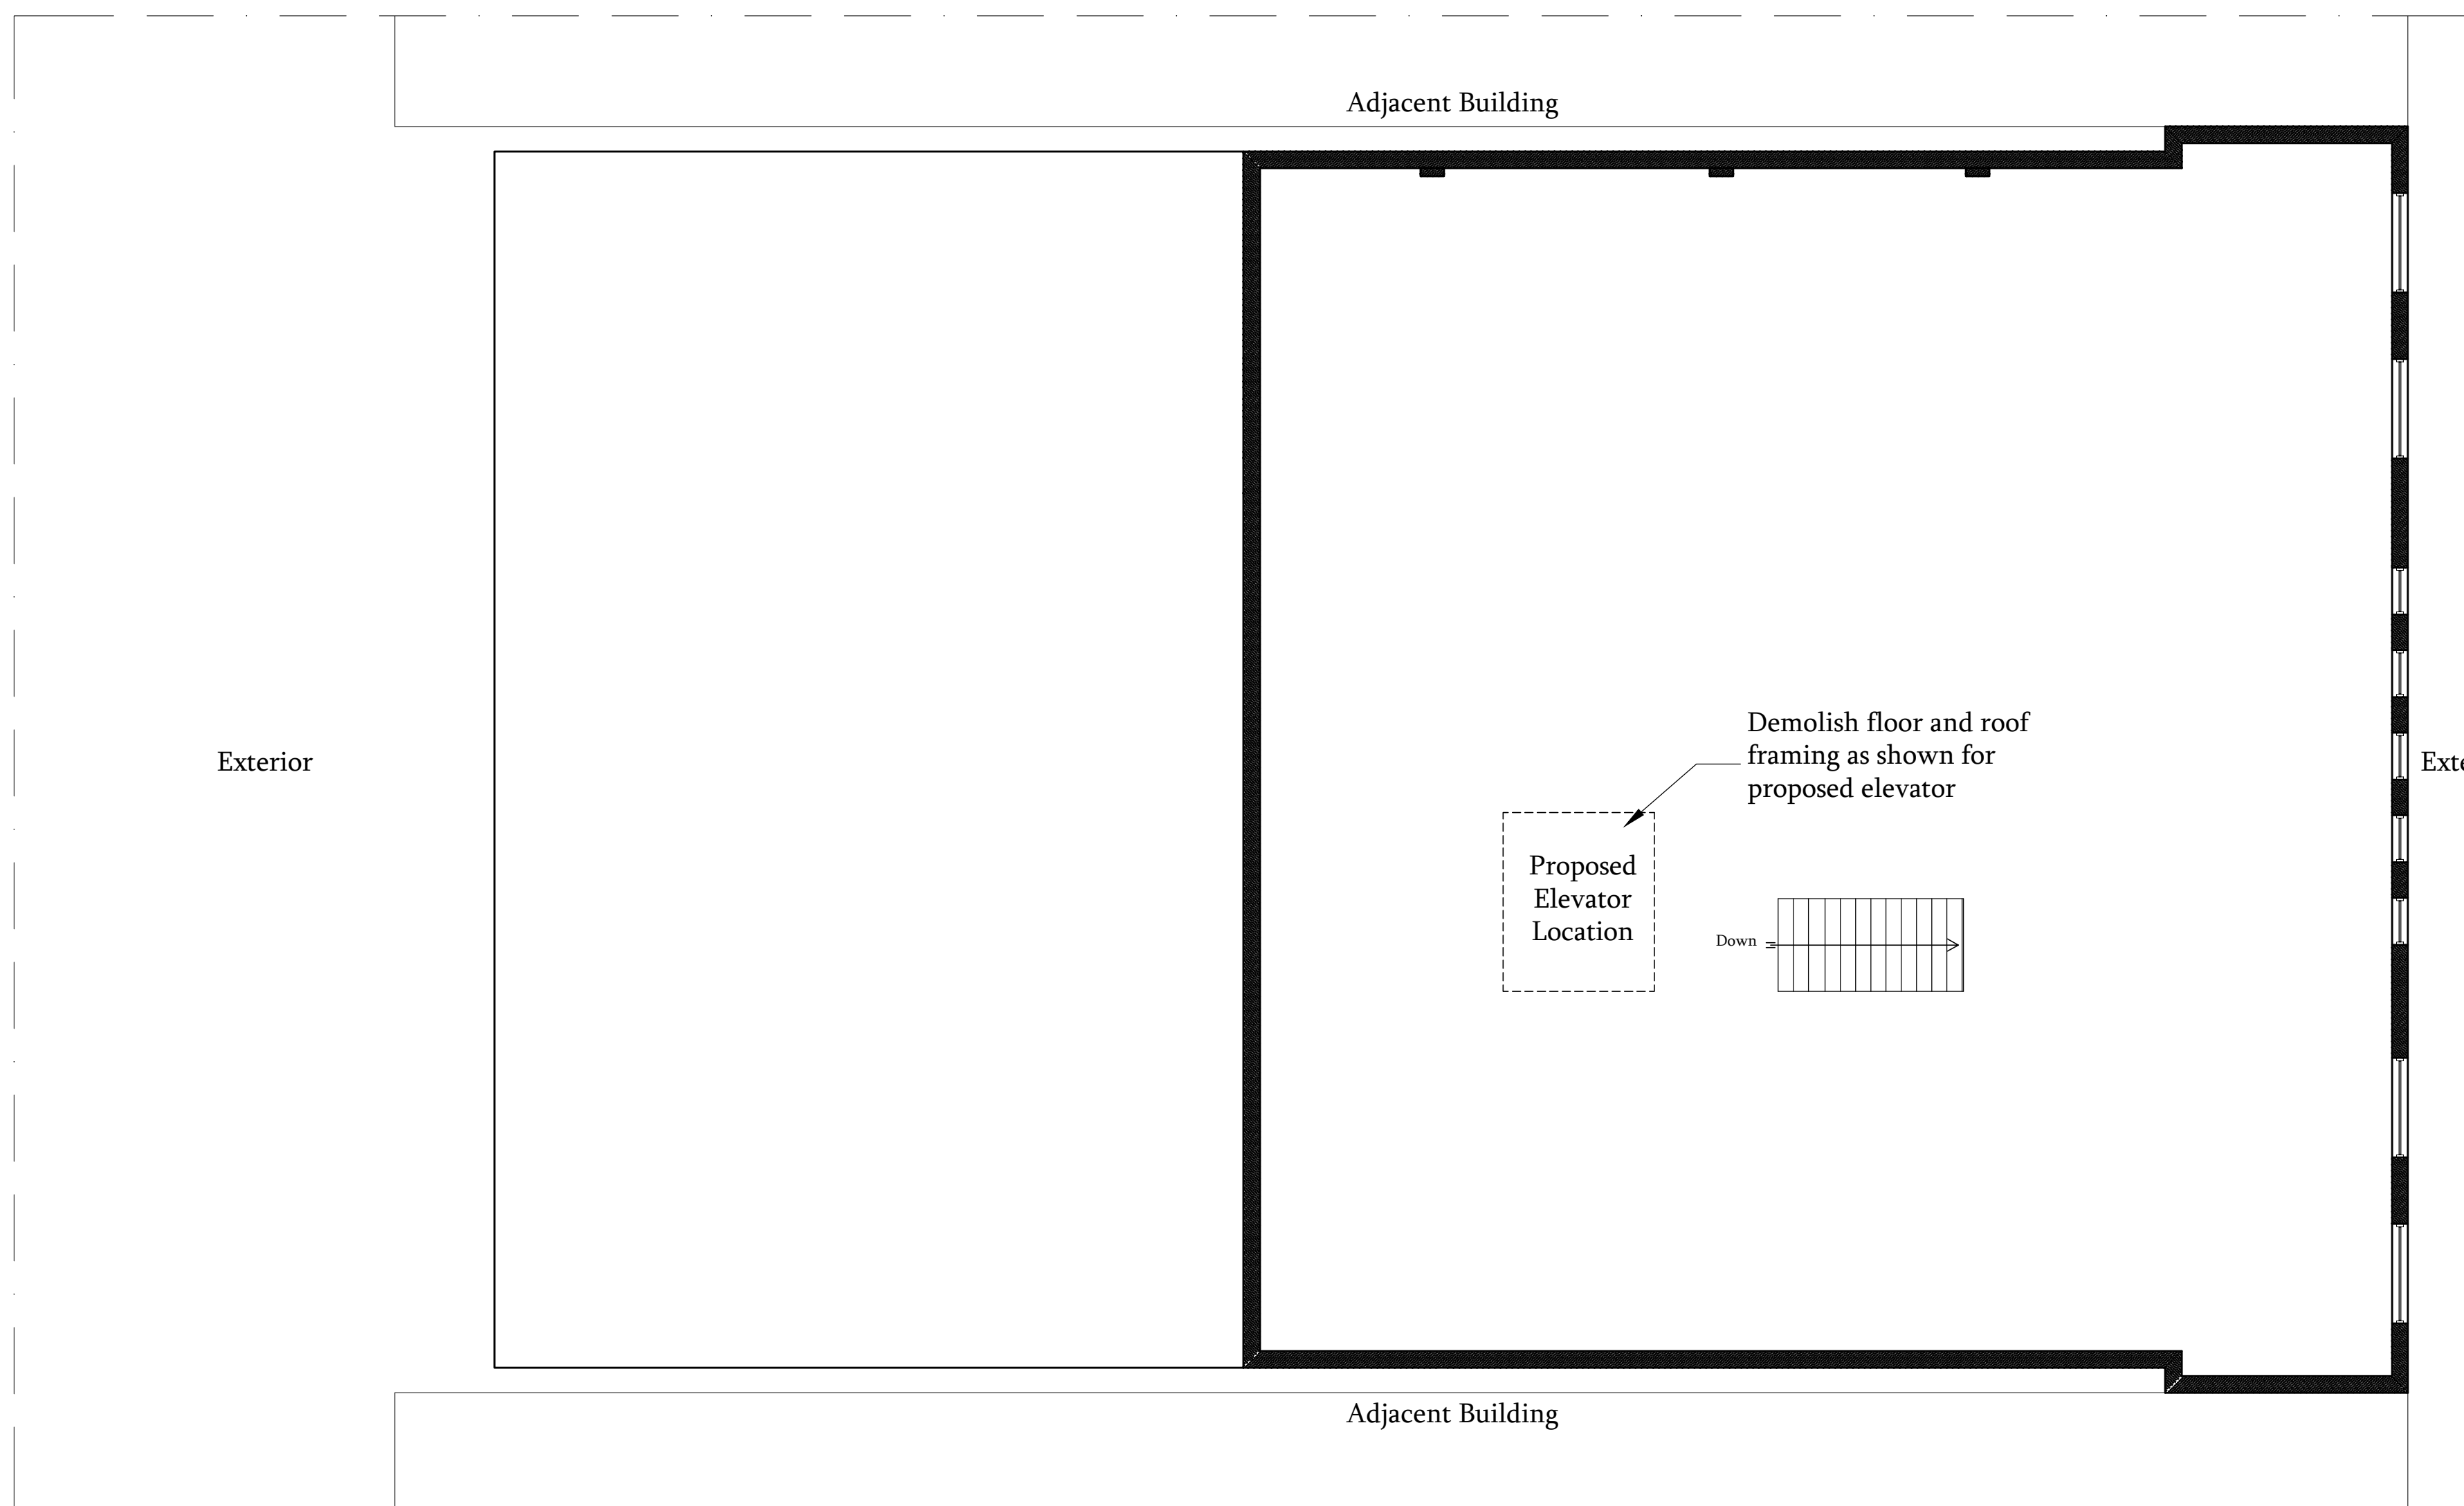 Adjacent Building
Demolish floor and roof
framing as shown for
proposed elevator
Exterior
Exte
Proposed
Elevator
Location
Down
Adjacent Building